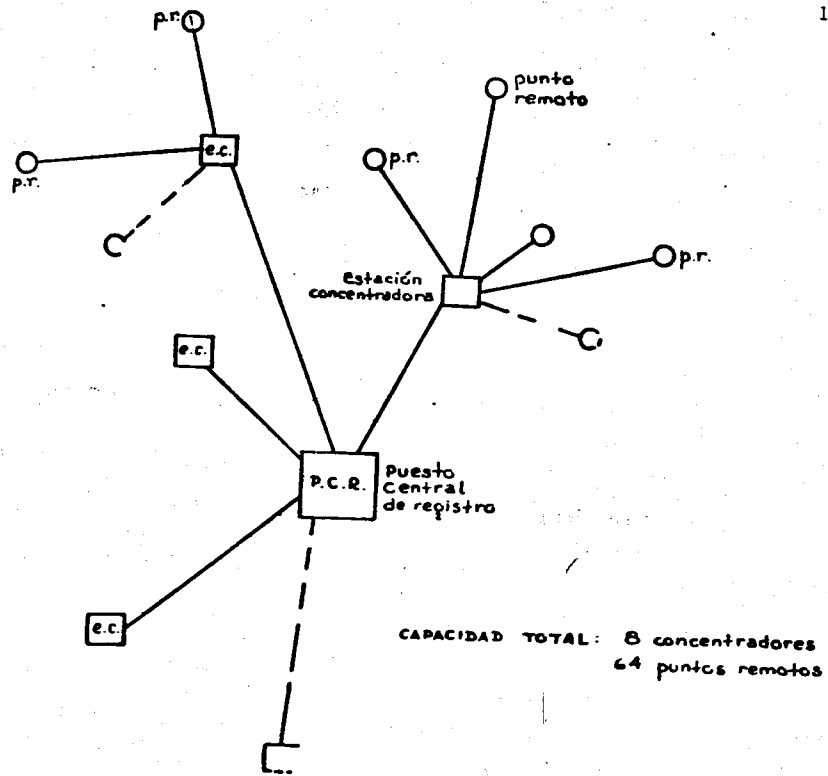 1
p.r.
punto
remoto
e.c.
p.r.
p.r.
p.r.
estación
concentradora
e.c.
P.C.R.
Puesto
Central
de registro
e.c.
CAPACIDAD TOTAL: 8 concentradores
64 puntos remotos